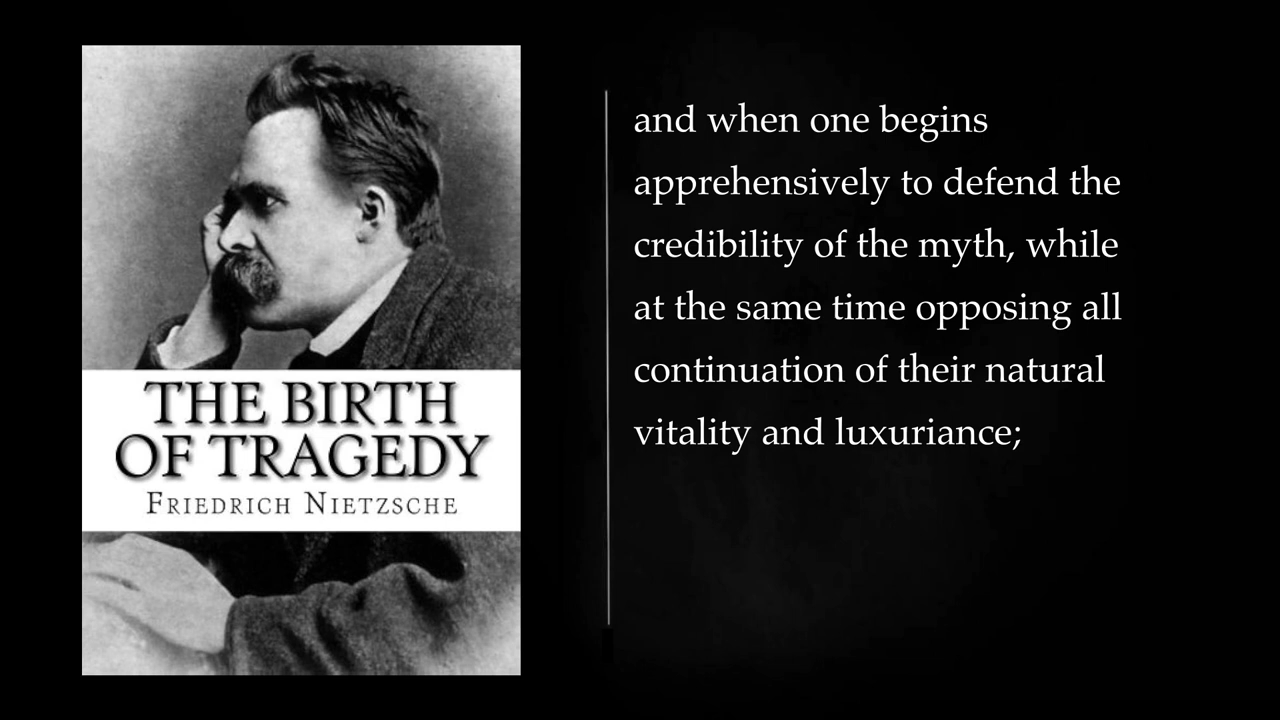 THE BIRTH
OF TRAGEDY
FRIEDRICH NIETZSCHE
and when one begins
apprehensively to defend the
credibility of the myth, while
at the same time opposing all
continuation of their natural
vitality and luxuriance;